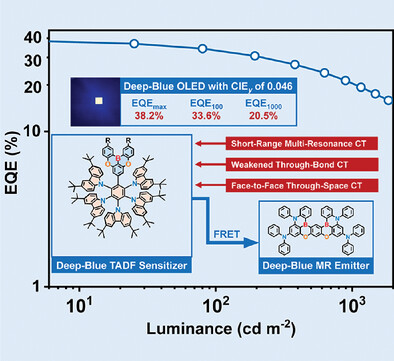 40
30
20
10
1
EQE (%)
Deep-Blue OLED with CIEy of 0.046
EQEmax EQE100 EQE1000
38.2% 33.6% 20.5%
Short-Range Multi-Resonance CT
Weakened Through-Bond CT
Face-to-Face Through-Space CT
R R
B
O O
N N
N N
N
FRET
Deep-Blue TADF Sensitizer
N N
B B
N O O N
Deep-Blue MR Emitter
10¹ 10² 10³
Luminance (cd m⁻²)